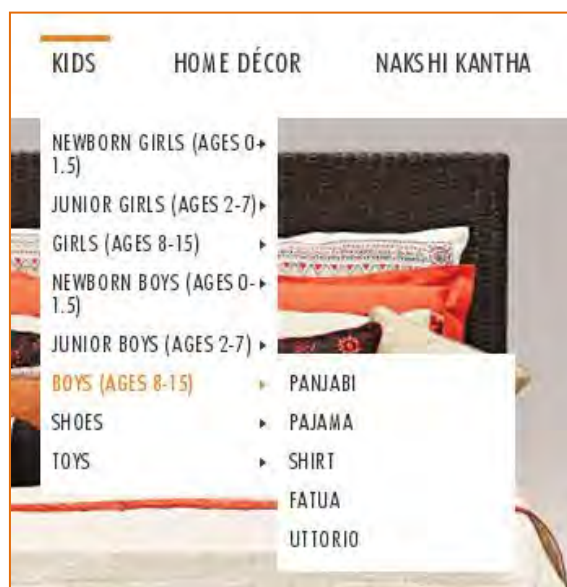 KIDS HOME DÉCOR NAKSHI KANTHA
NEWBORN GIRLS (AGES 0-
1.5)
JUNIOR GIRLS (AGES 2-7)
GIRLS (AGES 8-15)
NEWBORN BOYS (AGES 0-
1.5)
JUNIOR BOYS (AGES 2-7)
BOYS (AGES 8-15)
SHOES
TOYS
PANJABI
PAJAMA
SHIRT
FATUA
UTTORIO